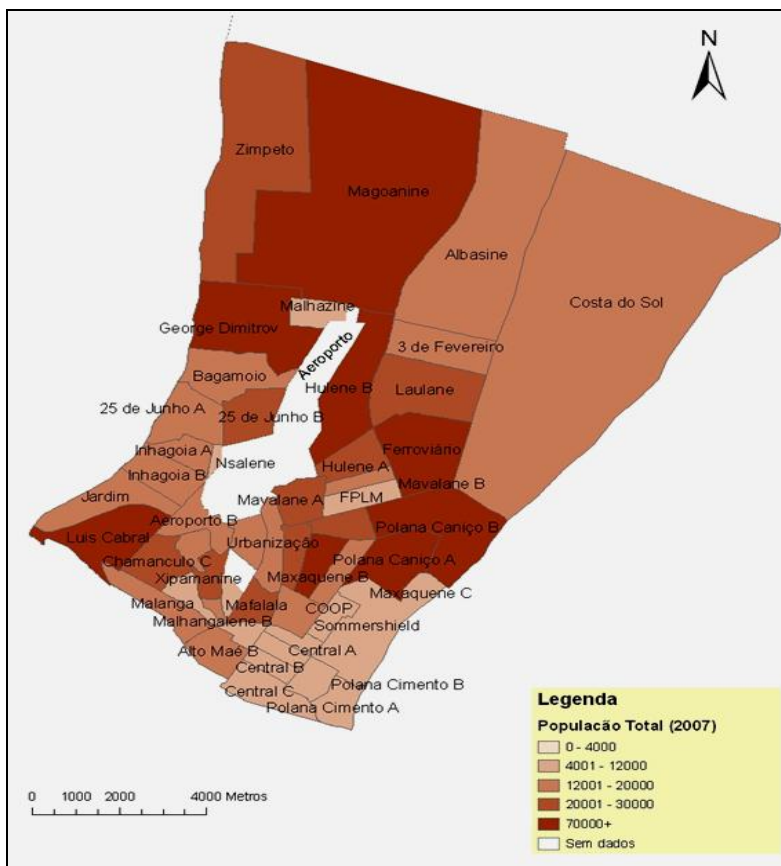 N
Zimpeto
Magoanine
Albasine
Costa do Sol
Malhazine
George Dimitrov
Aeroporto
3 de Fevereiro
Bagamoio
Hulene B
Laulane
25 de Junho A
25 de Junho B
Inhagoia A
Nsalene
Hulene A
Ferroviário
Inhagoia B
Mavalane B
Jardim
Mavalane A
FPLM
Aeroporto B
Polana Caniço B
Luis Cabral
Urbanização
Chamanculo C
Polana Caniço A
Xipamanine
Maxaquene B
Maxaquene C
Malanga
Mafalala
COOP
Malhangalene B
Sommershield
Alto Maé B
Central A
Central B
Central C
Polana Cimento B
Polana Cimento A
Legenda
Populacão Total (2007)
0 - 4000
4001 - 12000
12001 - 20000
20001 - 30000
70000+
Sem dados
0 1000 2000 4000 Metros